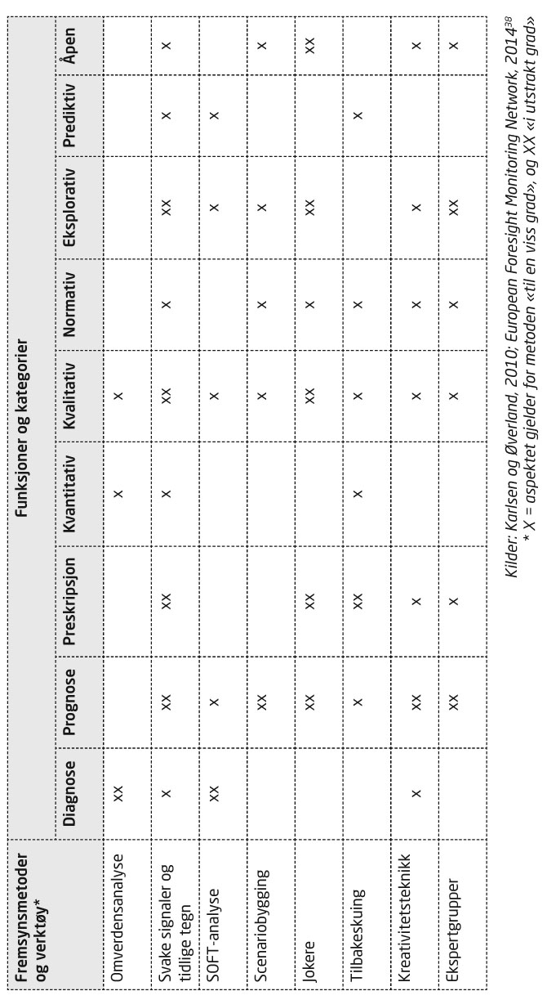 Fremsynsmetoder og verktøy* Funksjoner og kategorier
Diagnose Prognose Preskripsjon Kvantitativ Kvalitativ Normativ Eksplorativ Prediktiv Åpen
Omverdensanalyse XX X X
Svake signaler og tidlige tegn X XX XX X XX X XX X X
SOFT-analyse XX X X X X
Scenariobygging XX X X X X
Jokere XX XX XX X XX XX
Tilbakeskuing X XX X X X X
Kreativitetsteknikk X XX X X X X X
Ekspertgrupper XX X X X XX X
Kilder: Karlsen og Øverland, 2010; European Foresight Monitoring Network, 2014³⁸
* X = aspektet gjelder for metoden «til en viss grad», og XX «i utstrakt grad»